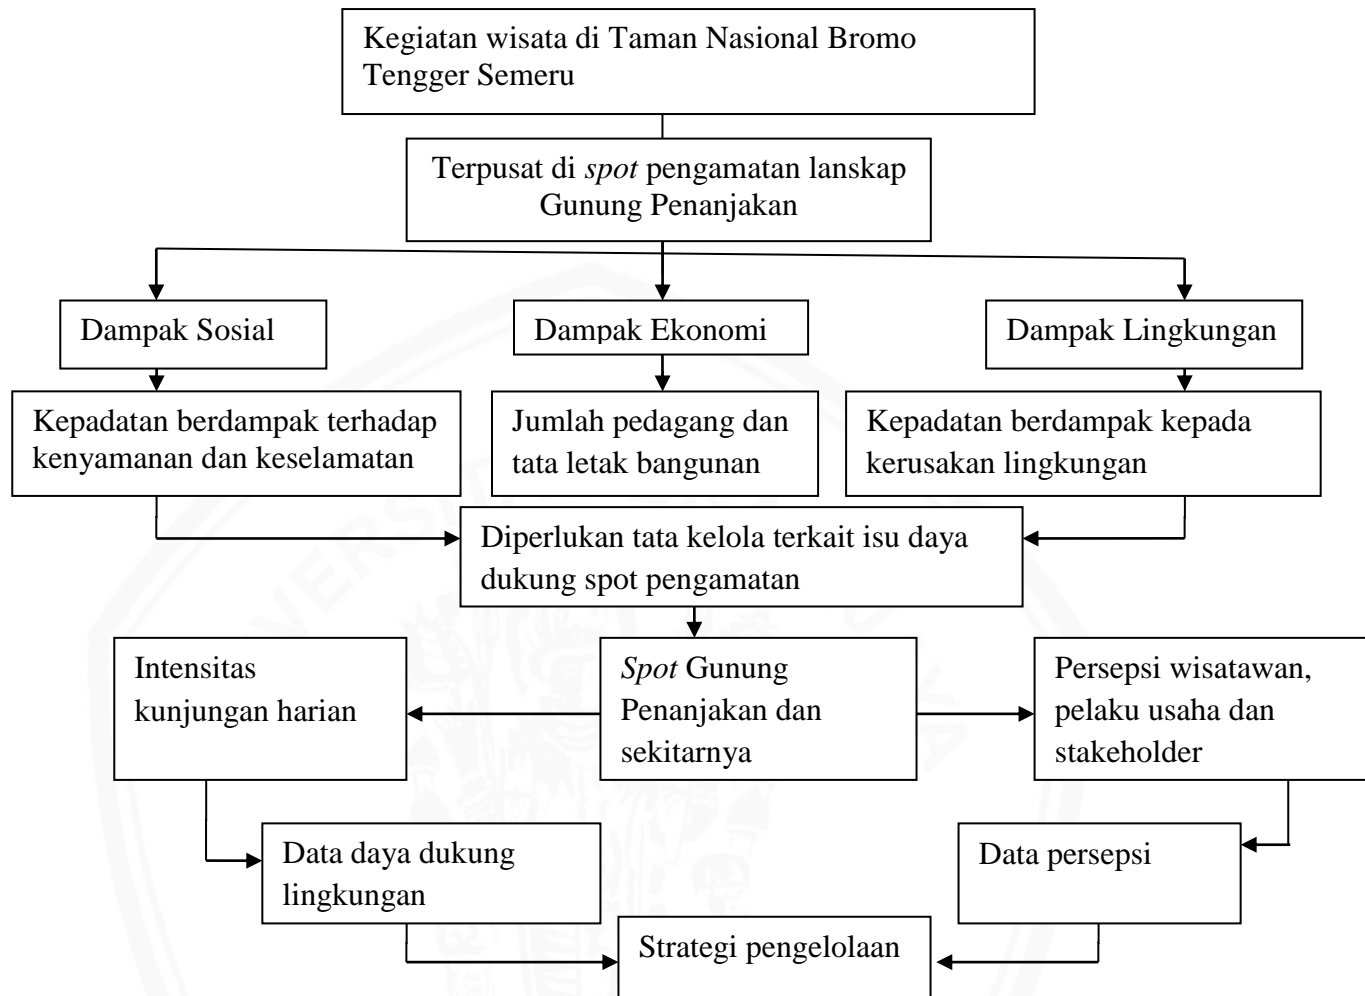 Kegiatan wisata di Taman Nasional Bromo
Tengger Semeru
Terpusat di spot pengamatan lanskap
Gunung Penanjakan
Dampak Sosial
Dampak Ekonomi
Dampak Lingkungan
Kepadatan berdampak terhadap
kenyamanan dan keselamatan
Jumlah pedagang dan
tata letak bangunan
Kepadatan berdampak kepada
kerusakan lingkungan
Diperlukan tata kelola terkait isu daya
dukung spot pengamatan
Intensitas
kunjungan harian
Spot Gunung
Penanjakan dan
sekitarnya
Persepsi wisatawan,
pelaku usaha dan
stakeholder
Data daya dukung
lingkungan
Data persepsi
Strategi pengelolaan